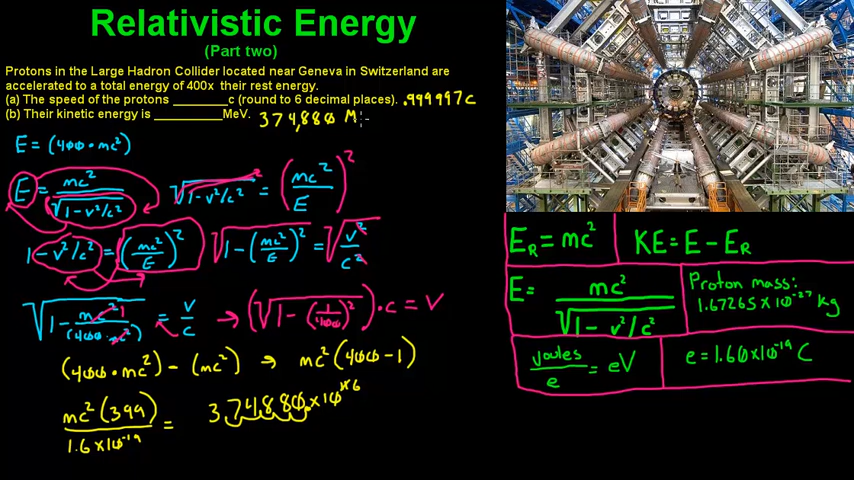 Relativistic Energy
(Part two)
Protons in the Large Hadron Collider located near Geneva in Switzerland are
accelerated to a total energy of 400x their rest energy.
(a) The speed of the protons ________c (round to 6 decimal places). .999997 c
(b) Their kinetic energy is __________MeV. 374,880 M
E = (400 · mc²)
E = mc² / √(1 - v²/c²)
√(1 - v²/c²)² = (mc²/E)²
1 - v²/c² = (mc²/E)²
√(1 - (mc²/E)²) = √(v²/c²)
√(1 - mc² 1/(400 · mc²)) = v/c → (√(1 - (1/400)²) · c = v
(400 · mc²) - (mc²) → mc² (400 - 1)
mc² (399) / 1.6 × 10⁻¹⁹ =
E_R = mc²
KE = E - E_R
E = mc² / √(1 - v²/c²)
Proton mass:
1.67265 × 10⁻²⁷ kg
joules / e = eV
e = 1.60 × 10⁻¹⁹ C